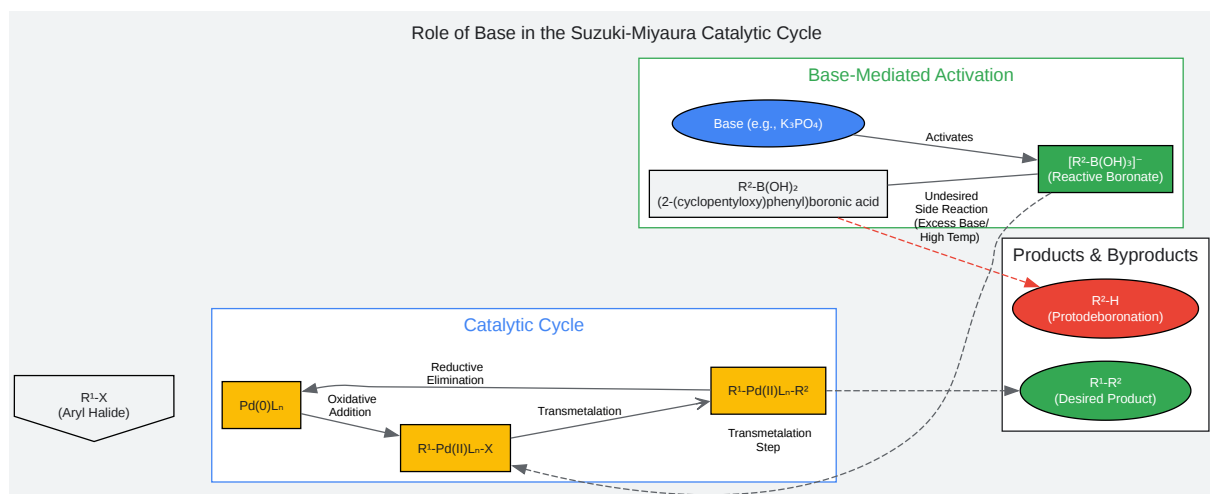 Role of Base in the Suzuki-Miyaura Catalytic Cycle
Base-Mediated Activation
Base (e.g., K₃PO₄)
Activates
[R²-B(OH)₃]⁻
(Reactive Boronate)
R²-B(OH)₂
(2-(cyclopentyloxy)phenyl)boronic acid
Undesired
Side Reaction
(Excess Base/
High Temp)
Products & Byproducts
R²-H
(Protodeboronation)
R¹-R²
(Desired Product)
Catalytic Cycle
Reductive
Elimination
R¹-X
(Aryl Halide)
Pd(0)Lₙ
Oxidative
Addition
Transmetalation
R¹-Pd(II)Lₙ-R²
R¹-Pd(II)Lₙ-X
Transmetalation
Step